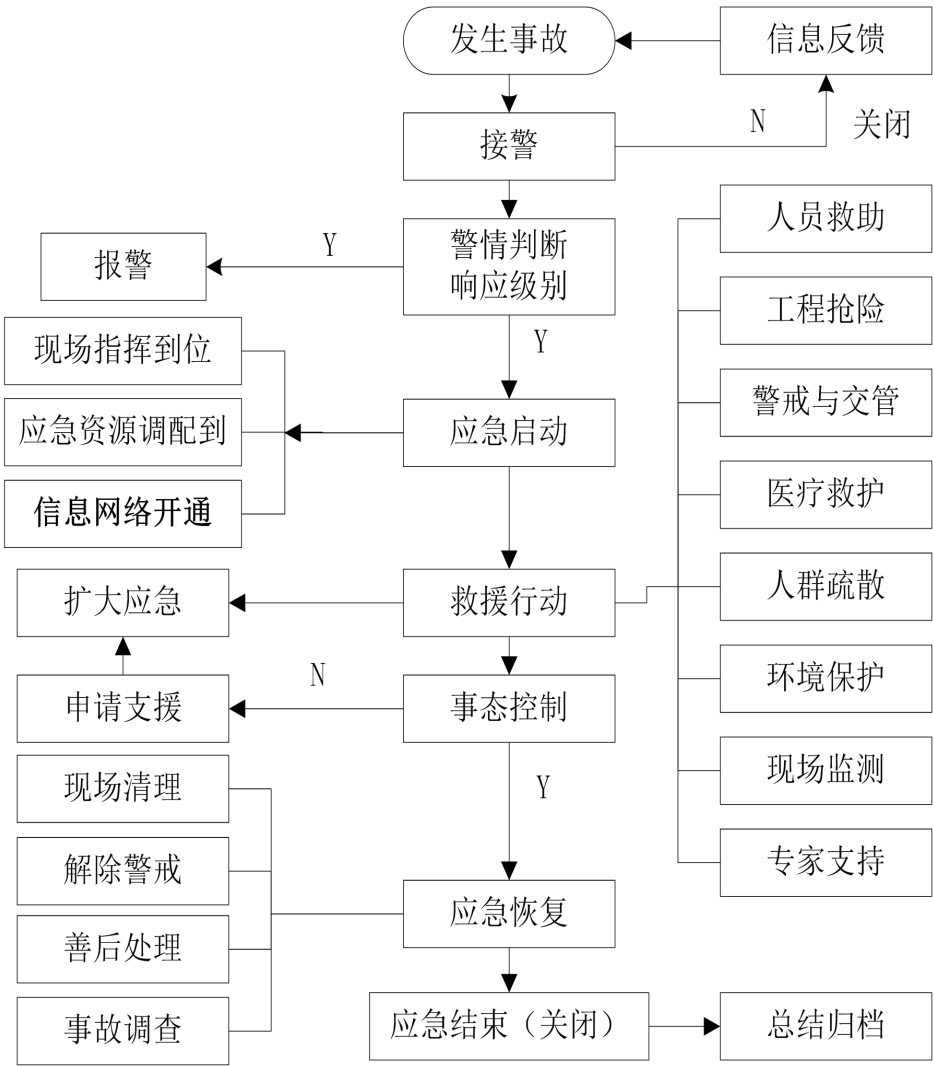 发生事故
信息反馈
N
关闭
接警
人员救助
警情判断
响应级别
Y
报警
工程抢险
现场指挥到位
Y
警戒与交管
应急资源调配到
应急启动
医疗救护
信息网络开通
扩大应急
救援行动
人群疏散
N
环境保护
申请支援
事态控制
现场清理
Y
现场监测
解除警戒
专家支持
应急恢复
善后处理
事故调查
应急结束（关闭）
总结归档